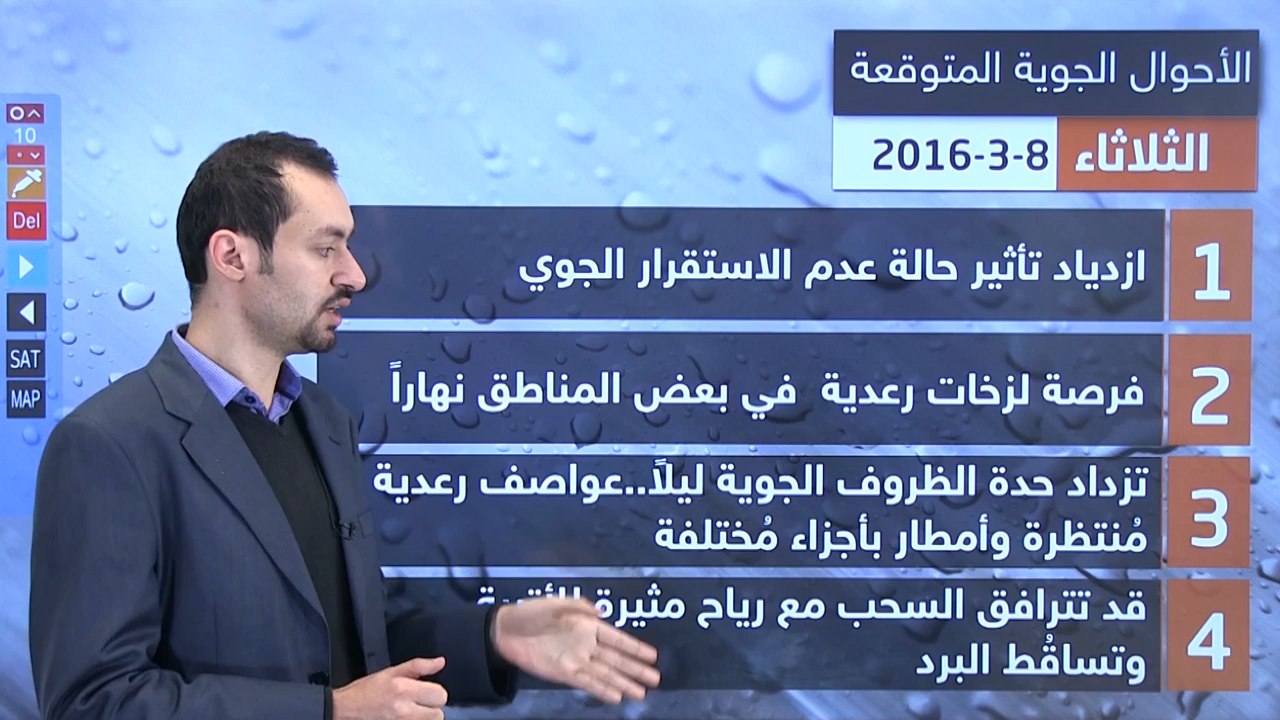 الأحوال الجوية المتوقعة
الثلاثاء 8-3-2016
1 ازدياد تأثير حالة عدم الاستقرار الجوي
2 فرصة لزخات رعدية في بعض المناطق نهاراً
3 تزداد حدة الظروف الجوية ليلاً..عواصف رعدية
مُنتظرة وأمطار بأجزاء مُختلفة
4 قد تترافق السحب مع رياح مثيرة
وتساقُط البرد
10
Del
SAT
MAP